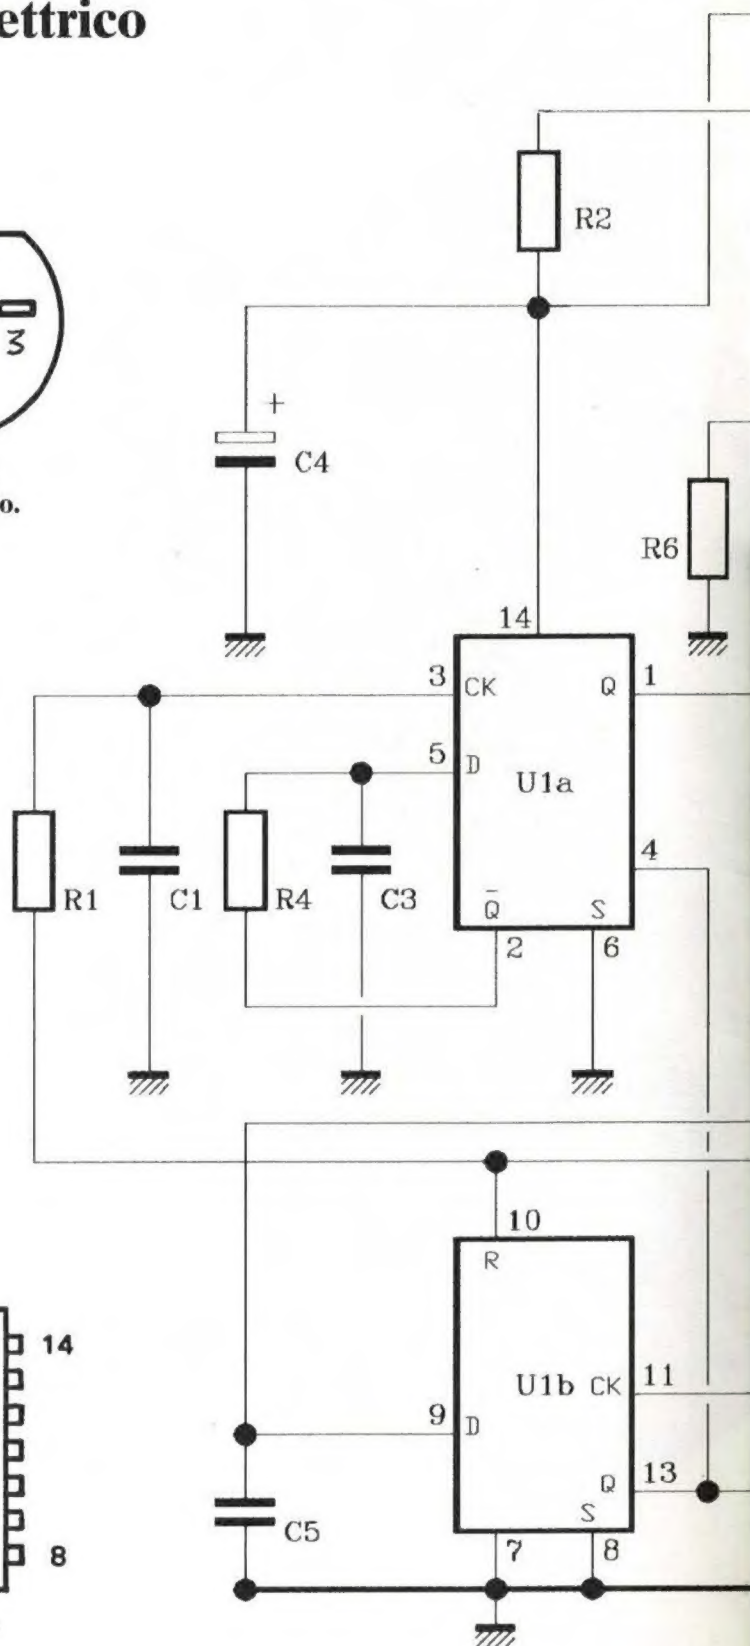 ettrico
R2
3
+
C4
o.
R6
14
3 CK Q 1
5 D
U1a
4
R1 C1 R4 C3
Q̅ S
2 6
10
R
14
U1b CK 11
9 D
Q 13
S
C5
7 8
8